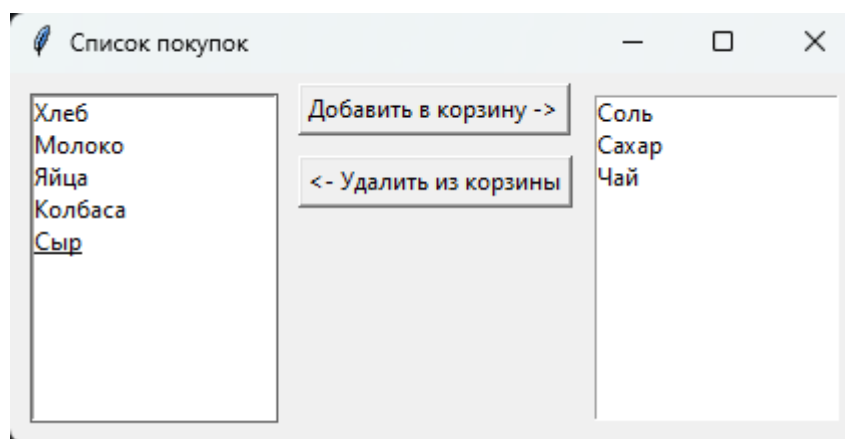 Список покупок
Хлеб
Молоко
Яйца
Колбаса
Сыр
Добавить в корзину ->
<- Удалить из корзины
Соль
Сахар
Чай